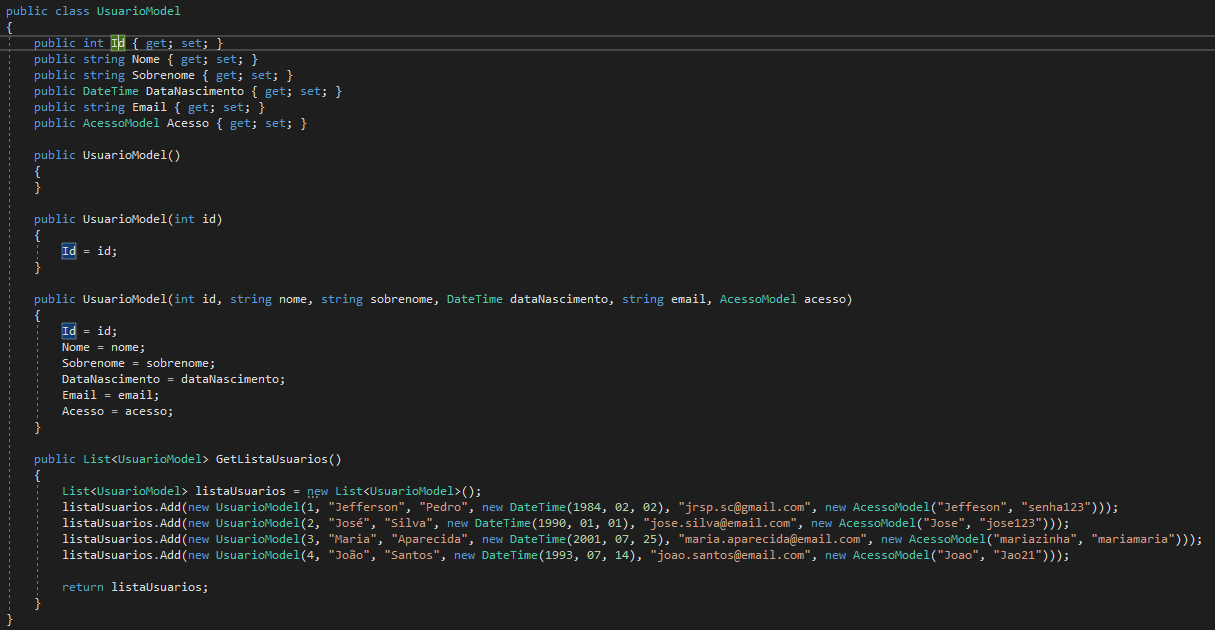 public class UsuarioModel
{
public int Id { get; set; }
public string Nome { get; set; }
public string Sobrenome { get; set; }
public DateTime DataNascimento { get; set; }
public string Email { get; set; }
public AcessoModel Acesso { get; set; }
public UsuarioModel()
{
}
public UsuarioModel(int id)
{
Id = id;
}
public UsuarioModel(int id, string nome, string sobrenome, DateTime dataNascimento, string email, AcessoModel acesso)
{
Id = id;
Nome = nome;
Sobrenome = sobrenome;
DataNascimento = dataNascimento;
Email = email;
Acesso = acesso;
}
public List<UsuarioModel> GetListaUsuarios()
{
List<UsuarioModel> listaUsuarios = new List<UsuarioModel>();
listaUsuarios.Add(new UsuarioModel(1, "Jefferson", "Pedro", new DateTime(1984, 02, 02), "jrsp.sc@gmail.com", new AcessoModel("Jeffeson", "senha123")));
listaUsuarios.Add(new UsuarioModel(2, "José", "Silva", new DateTime(1990, 01, 01), "jose.silva@email.com", new AcessoModel("Jose", "jose123")));
listaUsuarios.Add(new UsuarioModel(3, "Maria", "Aparecida", new DateTime(2001, 07, 25), "maria.aparecida@email.com", new AcessoModel("mariazinha", "mariamaria")));
listaUsuarios.Add(new UsuarioModel(4, "João", "Santos", new DateTime(1993, 07, 14), "joao.santos@email.com", new AcessoModel("Joao", "Jao21")));
return listaUsuarios;
}
}